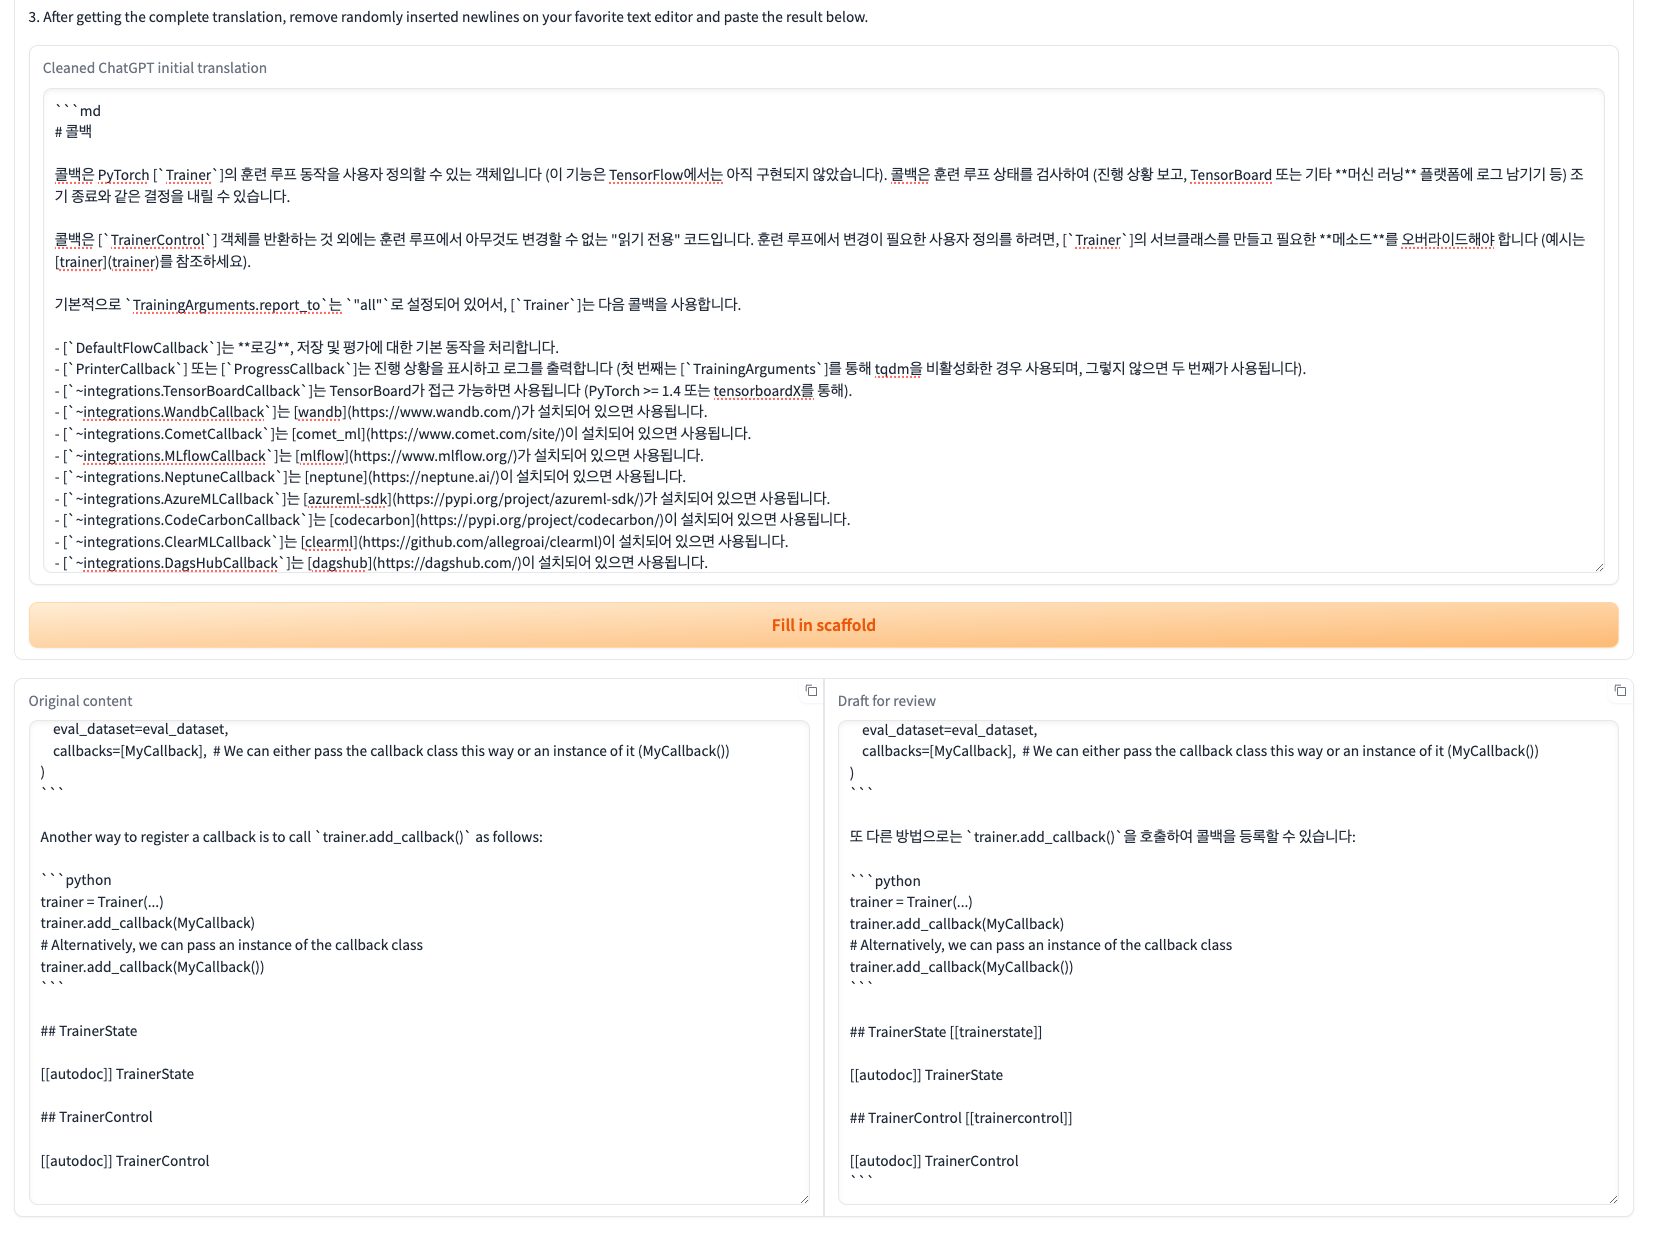 3. After getting the complete translation, remove randomly inserted newlines on your favorite text editor and paste the result below.
Cleaned ChatGPT initial translation
```md
# 콜백
콜백은 PyTorch [`Trainer`]의 훈련 루프 동작을 사용자 정의할 수 있는 객체입니다 (이 기능은 TensorFlow에서는 아직 구현되지 않았습니다). 콜백은 훈련 루프 상태를 검사하여 (진행 상황 보고, TensorBoard 또는 기타 **머신 러닝** 플랫폼에 로그 남기기 등) 조
기 종료와 같은 결정을 내릴 수 있습니다.
콜백은 [`TrainerControl`] 객체를 반환하는 것 외에는 훈련 루프에서 아무것도 변경할 수 없는 "읽기 전용" 코드입니다. 훈련 루프에서 변경이 필요한 사용자 정의를 하려면, [`Trainer`]의 서브클래스를 만들고 필요한 **메소드**를 오버라이드해야 합니다 (예시는
[trainer](trainer)를 참조하세요).
기본적으로 `TrainingArguments.report_to`는 `"all"`로 설정되어 있어서, [`Trainer`]는 다음 콜백을 사용합니다.
- [`DefaultFlowCallback`]는 **로깅**, 저장 및 평가에 대한 기본 동작을 처리합니다.
- [`PrinterCallback`] 또는 [`ProgressCallback`]는 진행 상황을 표시하고 로그를 출력합니다 (첫 번째는 [`TrainingArguments`]를 통해 tqdm을 비활성화한 경우 사용되며, 그렇지 않으면 두 번째가 사용됩니다).
- [`~integrations.TensorBoardCallback`]는 TensorBoard가 접근 가능하면 사용됩니다 (PyTorch >= 1.4 또는 tensorboardX를 통해).
- [`~integrations.WandbCallback`]는 [wandb](https://www.wandb.com/)가 설치되어 있으면 사용됩니다.
- [`~integrations.CometCallback`]는 [comet_ml](https://www.comet.com/site/)이 설치되어 있으면 사용됩니다.
- [`~integrations.MLflowCallback`]는 [mlflow](https://www.mlflow.org/)가 설치되어 있으면 사용됩니다.
- [`~integrations.NeptuneCallback`]는 [neptune](https://neptune.ai/)이 설치되어 있으면 사용됩니다.
- [`~integrations.AzureMLCallback`]는 [azureml-sdk](https://pypi.org/project/azureml-sdk/)가 설치되어 있으면 사용됩니다.
- [`~integrations.CodeCarbonCallback`]는 [codecarbon](https://pypi.org/project/codecarbon/)이 설치되어 있으면 사용됩니다.
- [`~integrations.ClearMLCallback`]는 [clearml](https://github.com/allegroai/clearml)이 설치되어 있으면 사용됩니다.
- [`~integrations.DagsHubCallback`]는 [dagshub](https://dagshub.com/)이 설치되어 있으면 사용됩니다.
Fill in scaffold
Original content
eval_dataset=eval_dataset,
callbacks=[MyCallback],  # We can either pass the callback class this way or an instance of it (MyCallback())
)
```
Another way to register a callback is to call `trainer.add_callback()` as follows:
```python
trainer = Trainer(...)
trainer.add_callback(MyCallback)
# Alternatively, we can pass an instance of the callback class
trainer.add_callback(MyCallback())
```
## TrainerState
[[autodoc]] TrainerState
## TrainerControl
[[autodoc]] TrainerControl
Draft for review
eval_dataset=eval_dataset,
callbacks=[MyCallback],  # We can either pass the callback class this way or an instance of it (MyCallback())
)
```
또 다른 방법으로는 `trainer.add_callback()`을 호출하여 콜백을 등록할 수 있습니다:
```python
trainer = Trainer(...)
trainer.add_callback(MyCallback)
# Alternatively, we can pass an instance of the callback class
trainer.add_callback(MyCallback())
```
## TrainerState [[trainerstate]]
[[autodoc]] TrainerState
## TrainerControl [[trainercontrol]]
[[autodoc]] TrainerControl
```